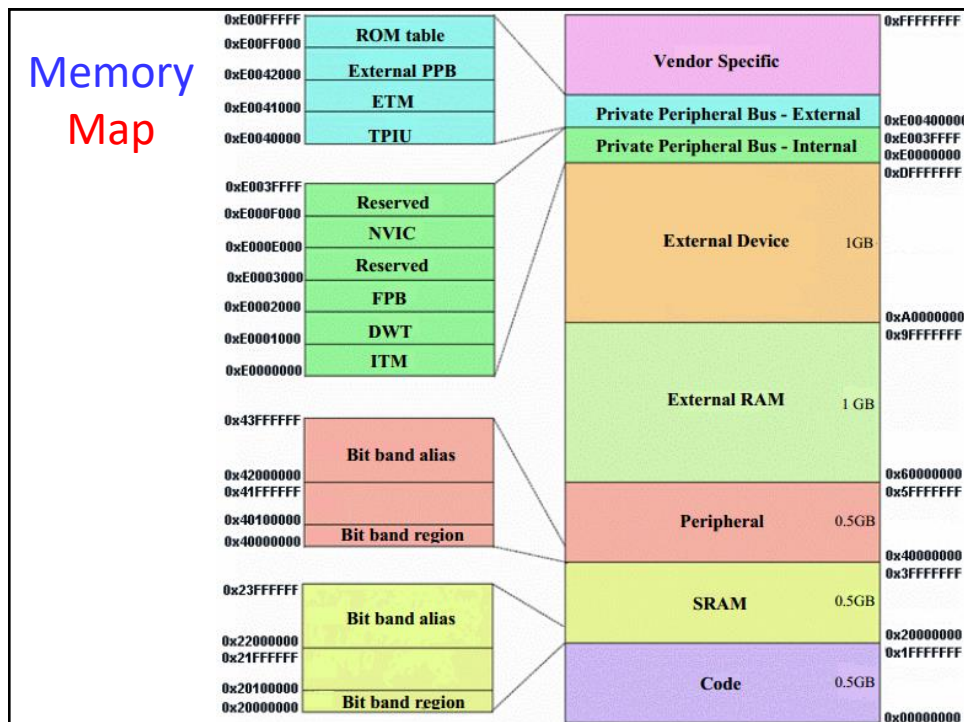 Memory
Map
0xE00FFFFF
ROM table
0xE00FF000
External PPB
0xE0042000
ETM
0xE0041000
TPIU
0xE0040000
0xE003FFFF
Reserved
0xE000F000
NVIC
0xE000E000
Reserved
0xE0003000
FPB
0xE0002000
DWT
0xE0001000
ITM
0xE0000000
0x43FFFFFF
Bit band alias
0x42000000
0x41FFFFFF
0x40100000
Bit band region
0x40000000
0x23FFFFFF
Bit band alias
0x22000000
0x21FFFFFF
0x20100000
Bit band region
0x20000000
0xFFFFFFFF
Vendor Specific
Private Peripheral Bus - External
0xE00400000
0xE003FFFF
Private Peripheral Bus - Internal
0xE0000000
0xDFFFFFFF
External Device 1GB
0xA0000000
0x9FFFFFFF
External RAM 1 GB
0x60000000
0x5FFFFFFF
Peripheral 0.5GB
0x40000000
0x3FFFFFFF
SRAM 0.5GB
0x20000000
0x1FFFFFFF
Code 0.5GB
0x00000000